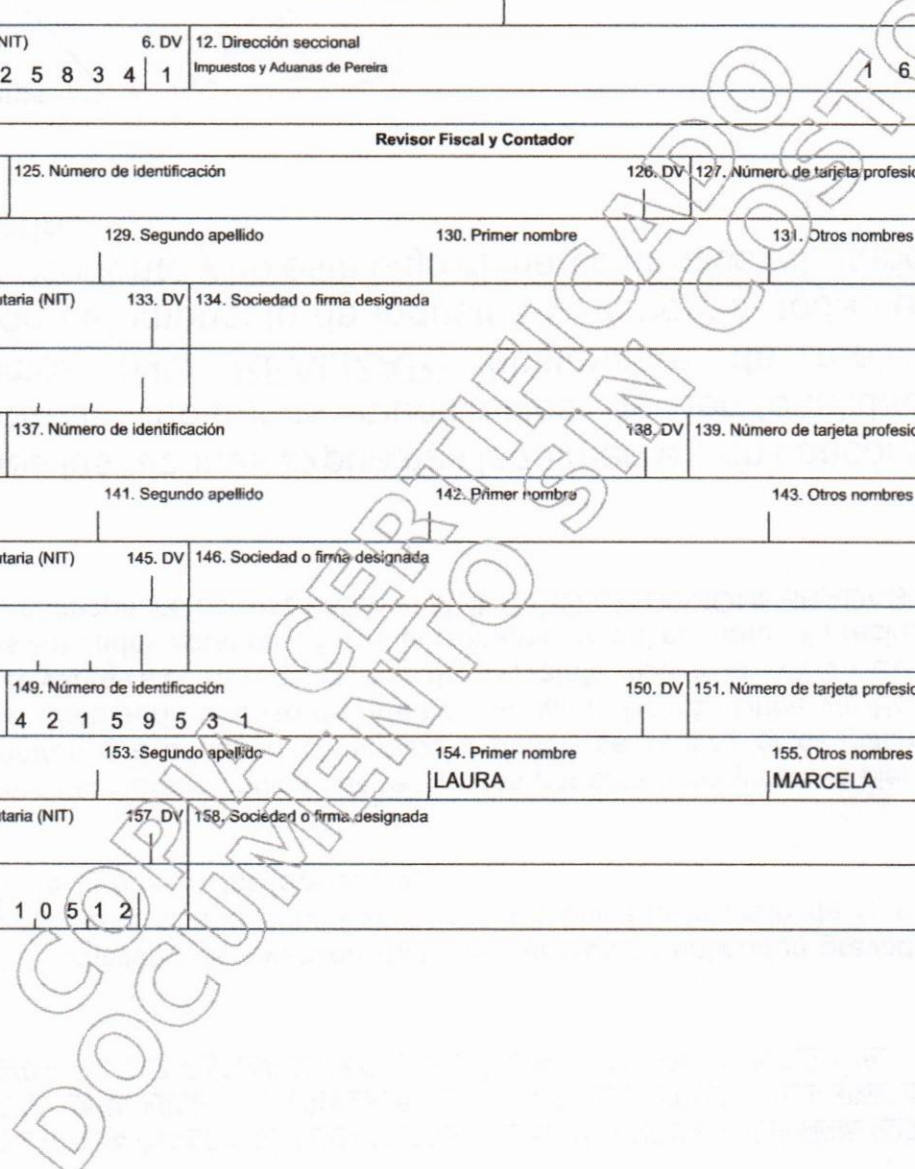 NIT) 6. DV 12. Dirección seccional
2 5 8 3 4 1 Impuestos y Aduanas de Pereira 1 6
Revisor Fiscal y Contador
125. Número de identificación 126. DV 127. Número de tarjeta profesio
129. Segundo apellido 130. Primer nombre 131. Otros nombres
utaria (NIT) 133. DV 134. Sociedad o firma designada
137. Número de identificación 138. DV 139. Número de tarjeta profesio
141. Segundo apellido 142. Primer nombre 143. Otros nombres
utaria (NIT) 145. DV 146. Sociedad o firma designada
149. Número de identificación 150. DV 151. Número de tarjeta profesio
4 2 1 5 9 5 3 1
153. Segundo apellido 154. Primer nombre 155. Otros nombres
LAURA MARCELA
utaria (NIT) 157. DV 158. Sociedad o firma designada
1 0 5 1 2
COPIA CERTIFICADO
DOCUMENTO SIN COSTO